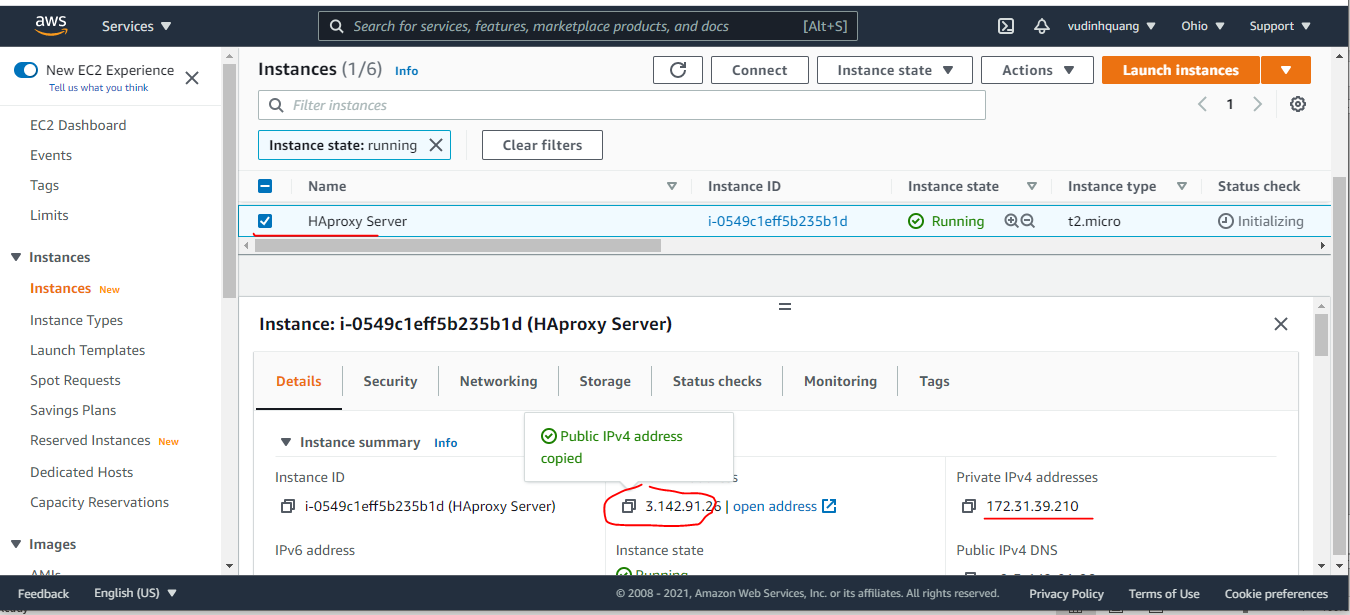 aws Services Search for services, features, marketplace products, and docs [Alt+S] vudinhquang Ohio Support
New EC2 Experience
Tell us what you think
EC2 Dashboard
Events
Tags
Limits
Instances
Instances New
Instance Types
Launch Templates
Spot Requests
Savings Plans
Reserved Instances New
Dedicated Hosts
Capacity Reservations
Images
AMIs
Instances (1/6) Info Connect Instance state Actions Launch instances
Filter instances 1
Instance state: running Clear filters
Name Instance ID Instance state Instance type Status check
HAproxy Server i-0549c1eff5b235b1d Running t2.micro Initializing
Instance: i-0549c1eff5b235b1d (HAproxy Server)
Details Security Networking Storage Status checks Monitoring Tags
Instance summary Info
Public IPv4 address
copied
Instance ID Private IPv4 addresses
i-0549c1eff5b235b1d (HAproxy Server) 3.142.91.26 | open address 172.31.39.210
IPv6 address Instance state Public IPv4 DNS
Running
Feedback English (US) © 2008 - 2021, Amazon Web Services, Inc. or its affiliates. All rights reserved. Privacy Policy Terms of Use Cookie preferences